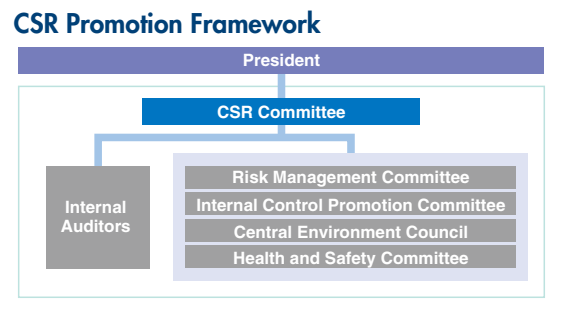 CSR Promotion Framework
President
CSR Committee
Internal
Auditors
Risk Management Committee
Internal Control Promotion Committee
Central Environment Council
Health and Safety Committee